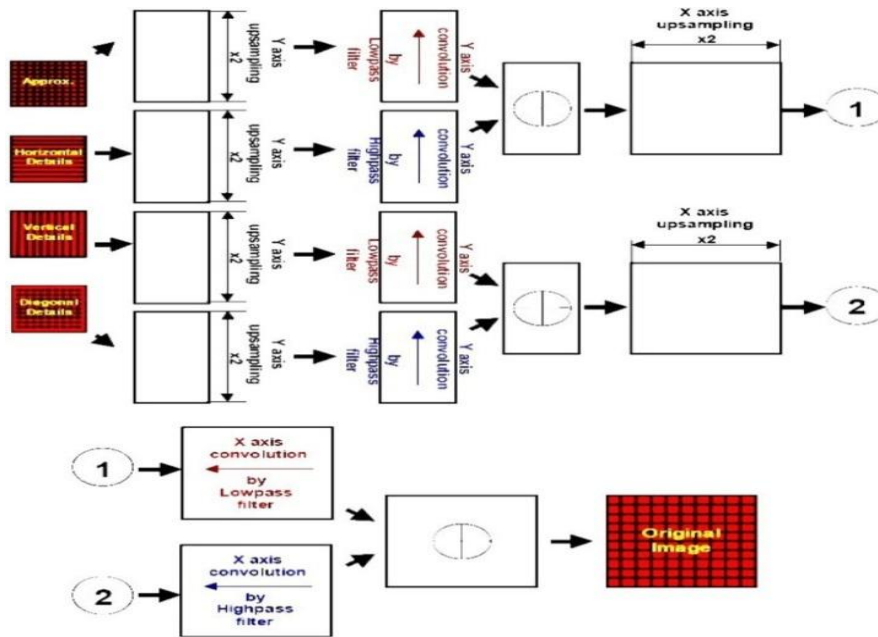 Approx.
Y axis
upsampling
x2
Y axis
convolution
by
Lowpass
filter
X axis
upsampling
x2
1
Horizontal
Details
Y axis
upsampling
x2
Y axis
convolution
by
Highpass
filter
Vertical
Details
Y axis
upsampling
x2
Y axis
convolution
by
Lowpass
filter
X axis
upsampling
x2
2
Diagonal
Details
Y axis
upsampling
x2
Y axis
convolution
by
Highpass
filter
1
X axis
convolution
by
Lowpass
filter
Original
Image
2
X axis
convolution
by
Highpass
filter